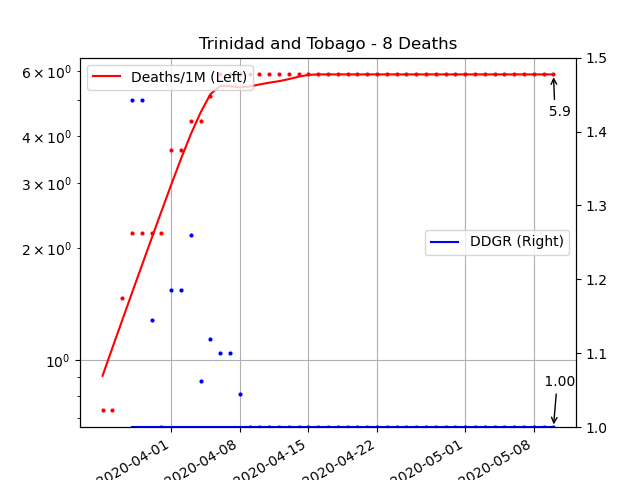 Trinidad and Tobago - 8 Deaths
Deaths/1M (Left)
6 × 10⁰
4 × 10⁰
3 × 10⁰
2 × 10⁰
10⁰
1.5
1.4
1.3
1.2
1.1
1.0
5.9
DDGR (Right)
1.00
2020-04-01
2020-04-08
2020-04-15
2020-04-22
2020-05-01
2020-05-08